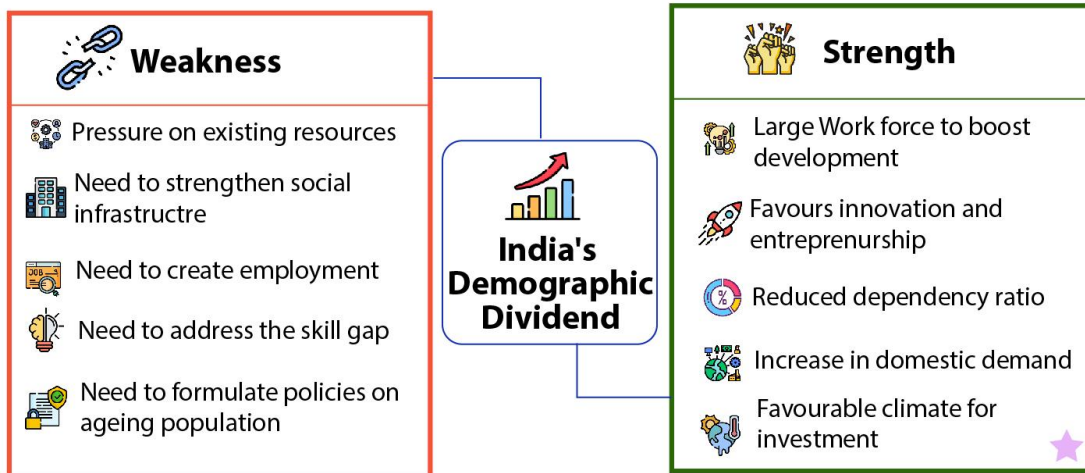 Weakness
Pressure on existing resources
Need to strengthen social
infrastructre
Need to create employment
JOB
Need to address the skill gap
Need to formulate policies on
ageing population
India's
Demographic
Dividend
Strength
Large Work force to boost
development
Favours innovation and
entreprenurship
%
Reduced dependency ratio
Increase in domestic demand
Favourable climate for
investment